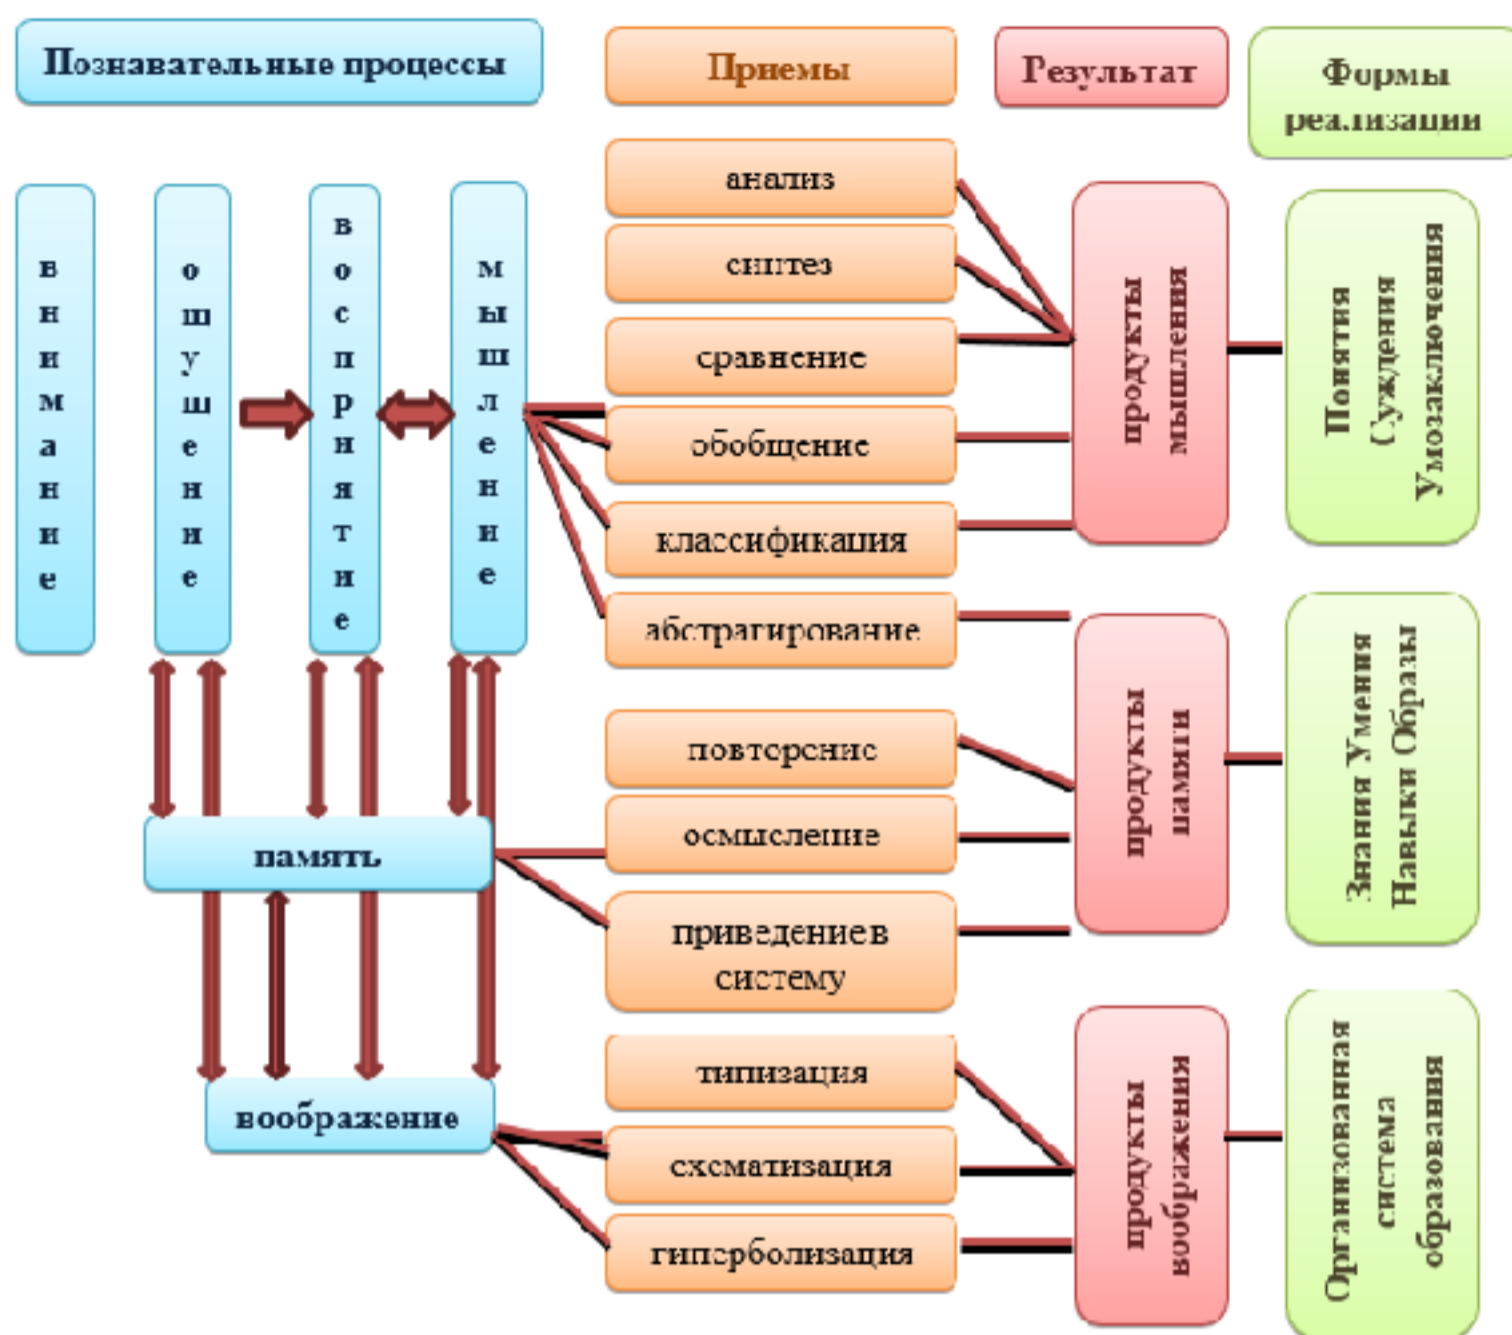 Познавательные процессы
Приемы
Результат
Формы
реализации
внимание
ощущение
восприятие
мышление
память
воображение
анализ
синтез
сравнение
обобщение
классификация
абстрагирование
повторение
осмысление
приведение в
систему
типизация
схематизация
гиперболизация
продукты
мышления
продукты
памяти
продукты
воображения
Понятия
Суждения
Умозаключения
Знания Умения
Навыки Образы
Организованная
система
образования